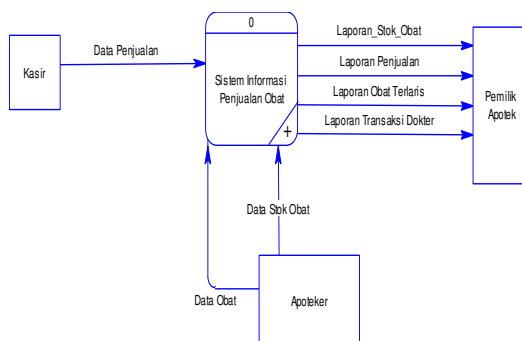 0
Laporan_Stok_Obat
Data Penjualan
Laporan Penjualan
Kasir
Sistem Informasi
Penjualan Obat
Laporan Obat Terlaris
Pemilik
Apotek
Laporan Transaksi Dokter
+
Data Stok Obat
Data Obat
Apoteker